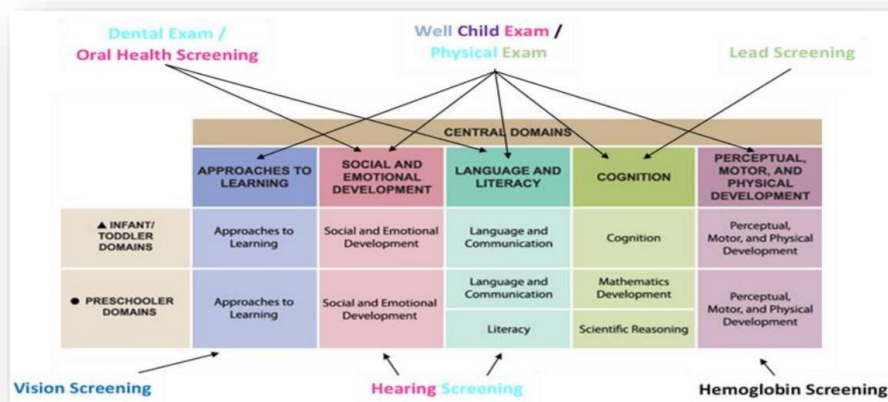 Dental Exam /
Oral Health Screening
Well Child Exam /
Physical Exam
Lead Screening
CENTRAL DOMAINS
APPROACHES TO
LEARNING
SOCIAL AND
EMOTIONAL
DEVELOPMENT
LANGUAGE AND
LITERACY
COGNITION
PERCEPTUAL,
MOTOR, AND
PHYSICAL
DEVELOPMENT
▲ INFANT/
TODDLER
DOMAINS
Approaches to
Learning
Social and Emotional
Development
Language and
Communication
Cognition
Perceptual,
Motor, and Physical
Development
● PRESCHOOLER
DOMAINS
Approaches to
Learning
Social and Emotional
Development
Language and
Communication
Literacy
Mathematics
Development
Scientific Reasoning
Perceptual,
Motor, and Physical
Development
Vision Screening
Hearing Screening
Hemoglobin Screening